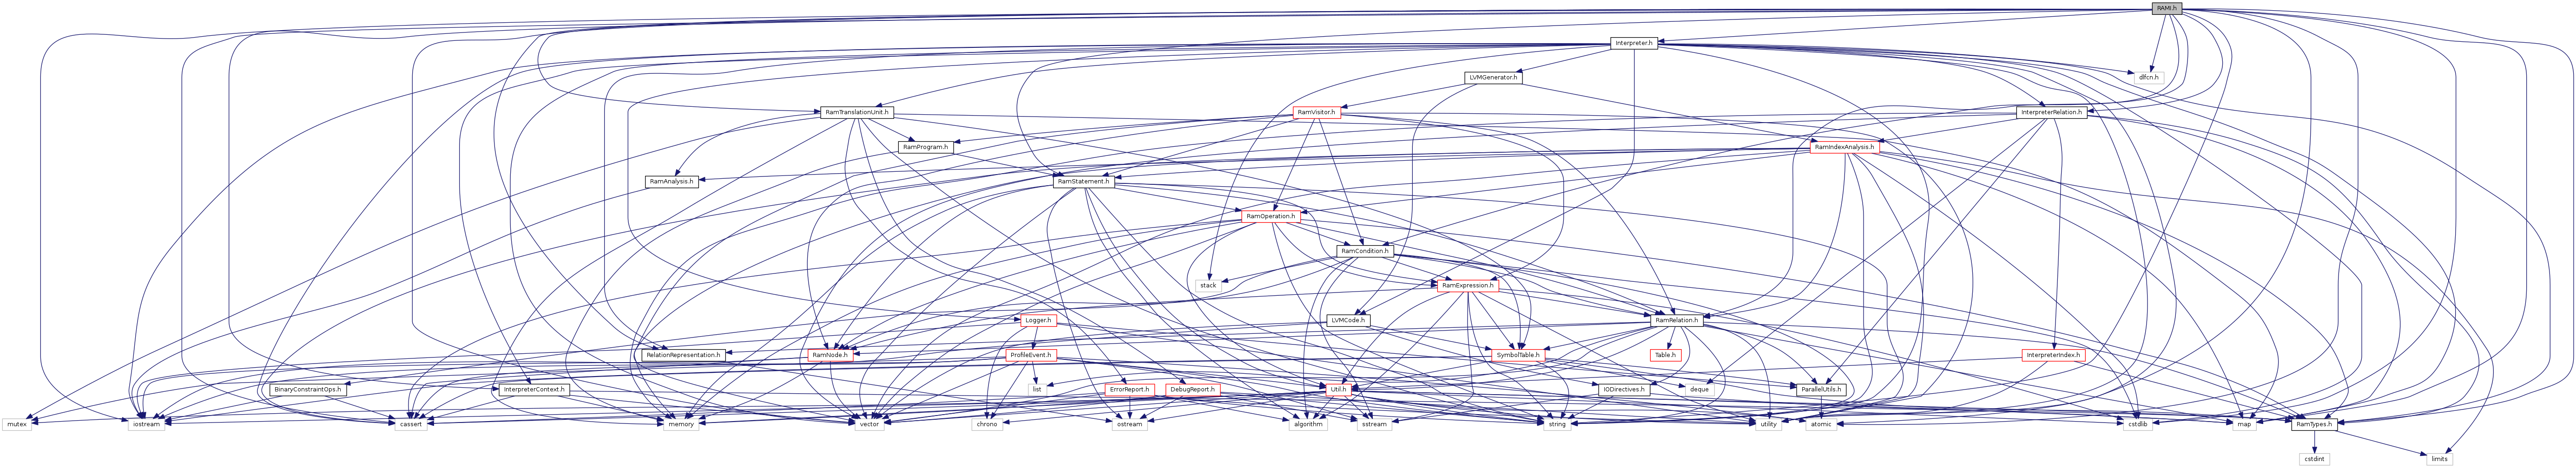 RAMI.h
Interpreter.h
LVMGenerator.h
dlfcn.h
RamTranslationUnit.h
RamVisitor.h
InterpreterRelation.h
RamProgram.h
RamIndexAnalysis.h
RamAnalysis.h
RamStatement.h
RamOperation.h
RamCondition.h
stack
RamExpression.h
Logger.h
LVMCode.h
RamRelation.h
RelationRepresentation.h
RamNode.h
ProfileEvent.h
SymbolTable.h
Table.h
InterpreterIndex.h
BinaryConstraintOps.h
InterpreterContext.h
list
ErrorReport.h
DebugReport.h
Util.h
IODirectives.h
deque
ParallelUtils.h
mutex
iostream
cassert
memory
vector
chrono
ostream
algorithm
sstream
string
utility
atomic
cstdlib
map
RamTypes.h
cstdint
limits